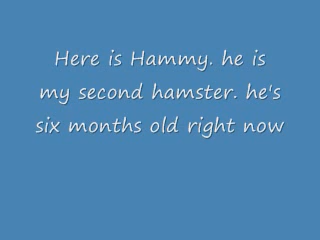 Here is Hammy. he is
my second hamster. he's
six months old right now